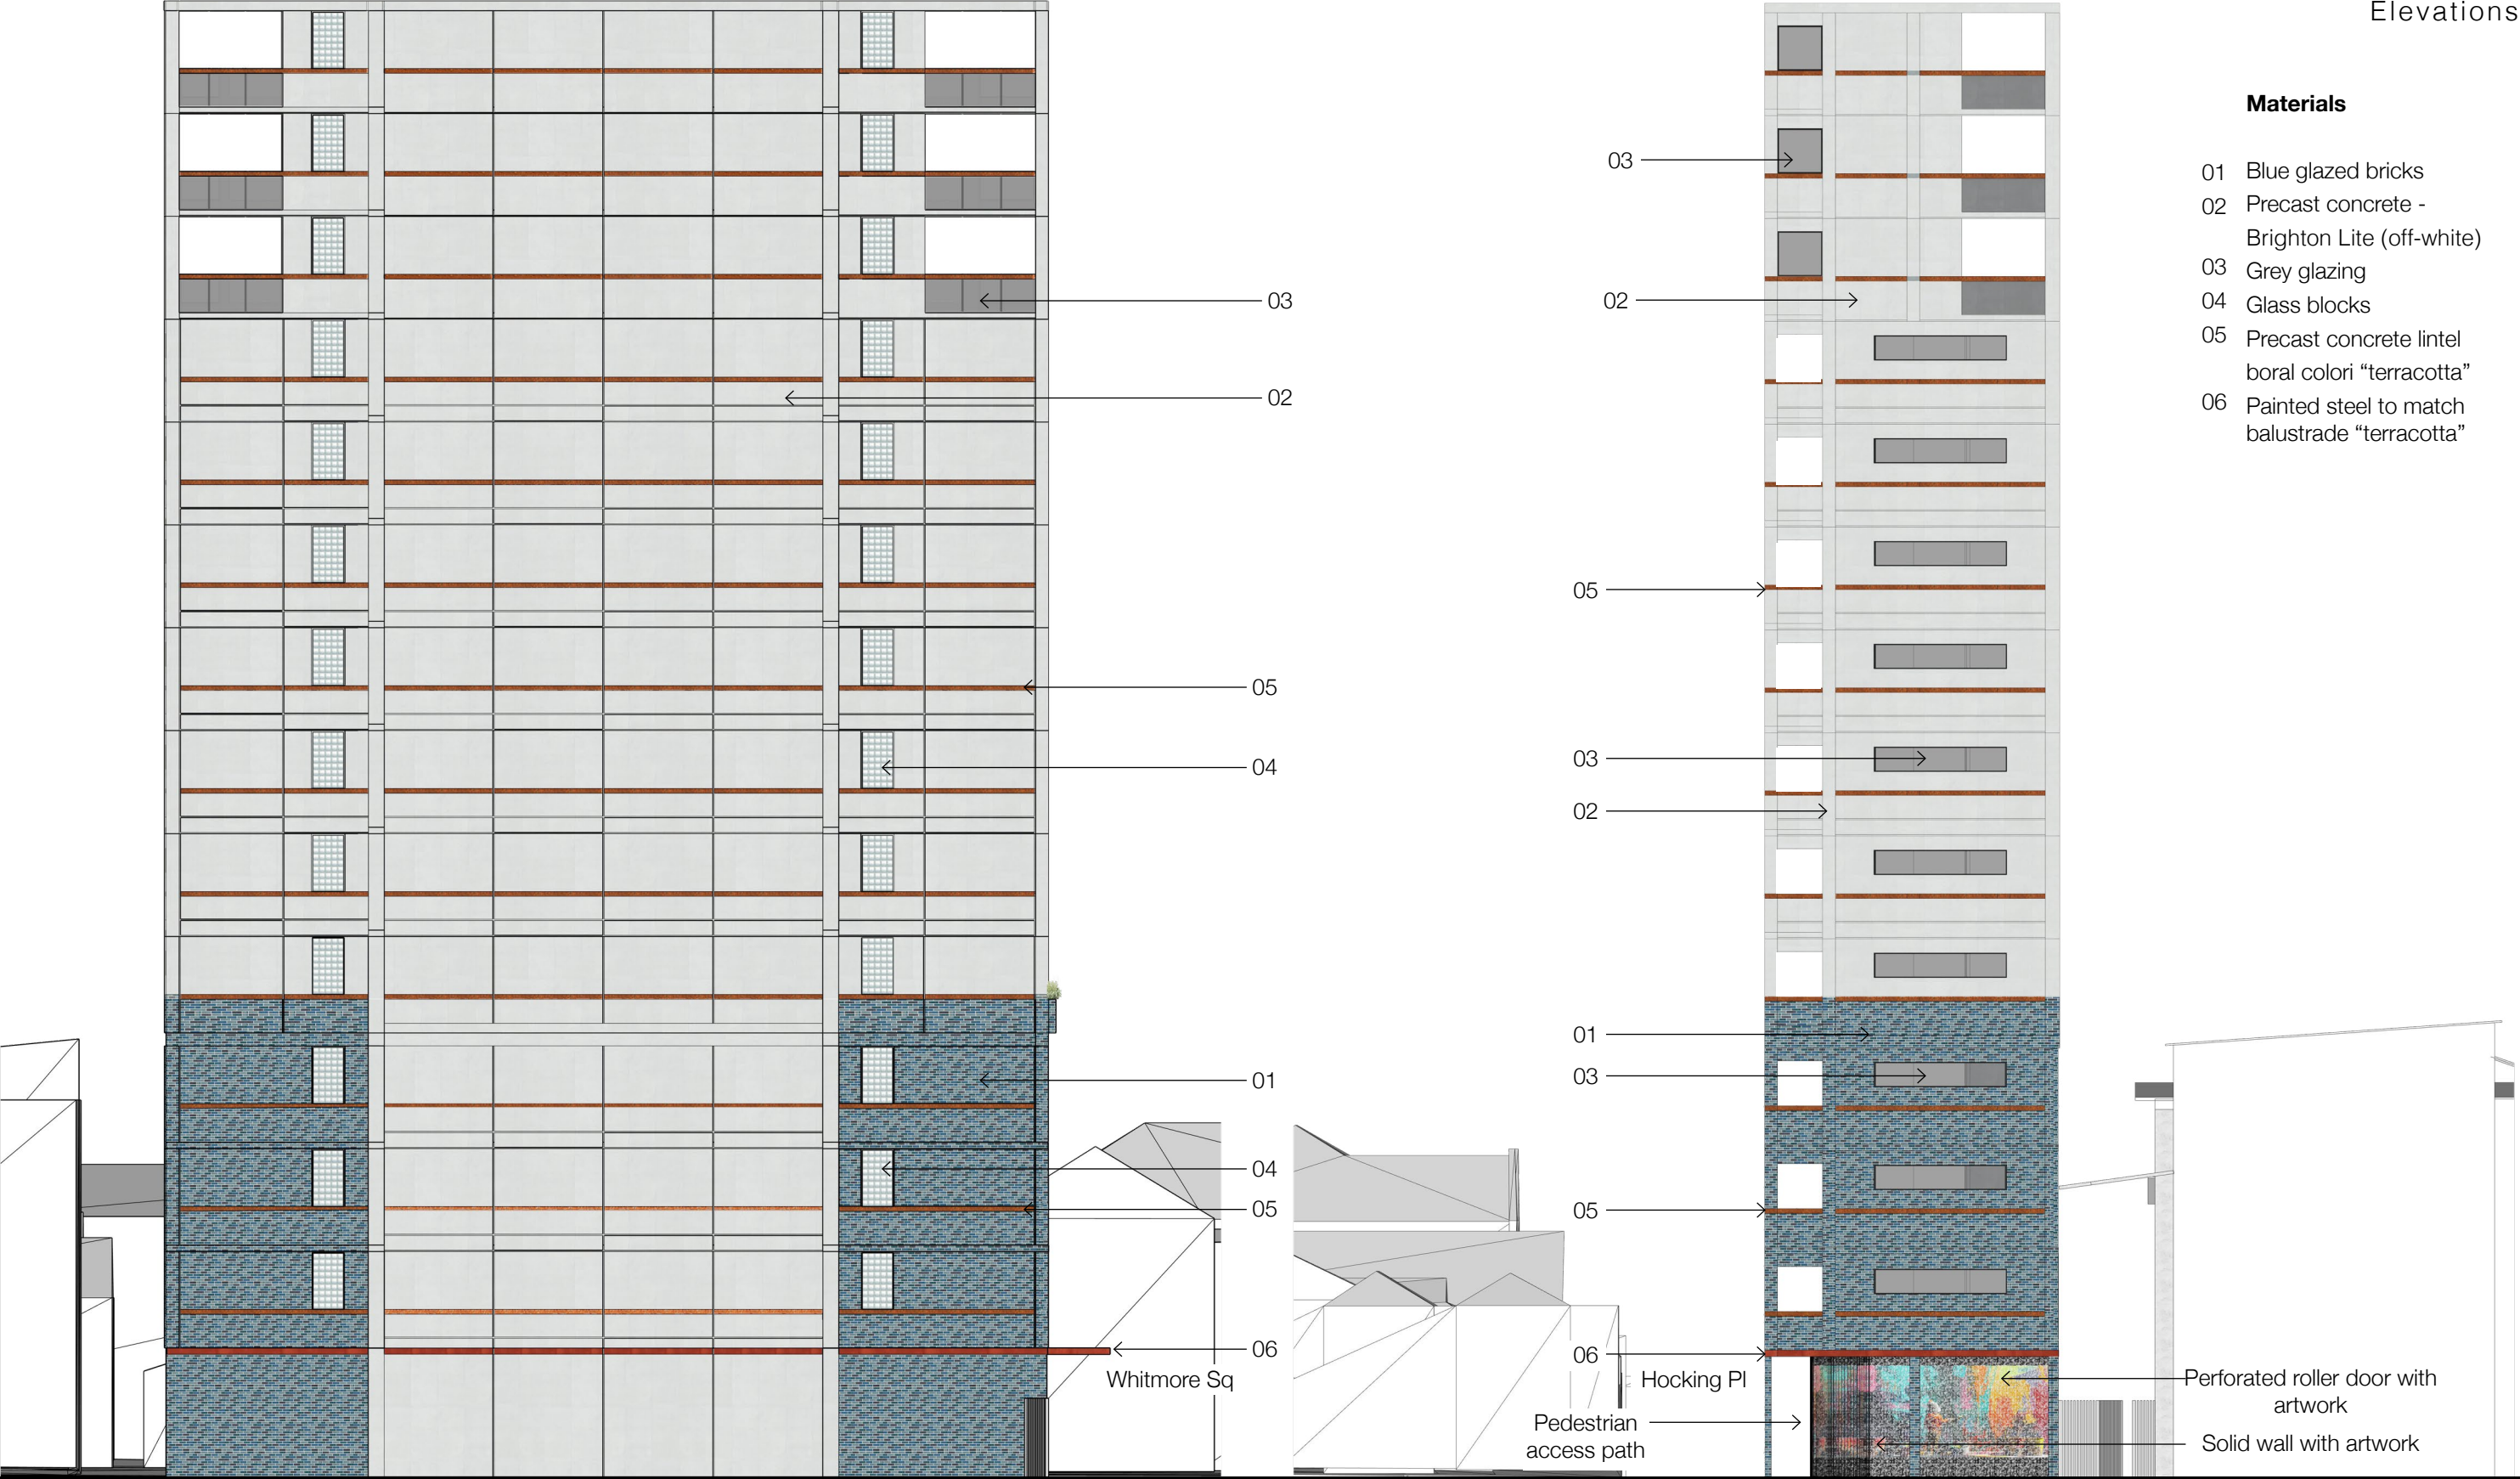 Elevations
Materials
01 Blue glazed bricks
02 Precast concrete -
Brighton Lite (off-white)
03 Grey glazing
04 Glass blocks
05 Precast concrete lintel
boral colori “terracotta”
06 Painted steel to match
balustrade “terracotta”
03
02
05
04
01
04
05
06
Whitmore Sq
03
02
05
03
02
01
03
05
06
Hocking Pl
Pedestrian
access path
Perforated roller door with
artwork
Solid wall with artwork